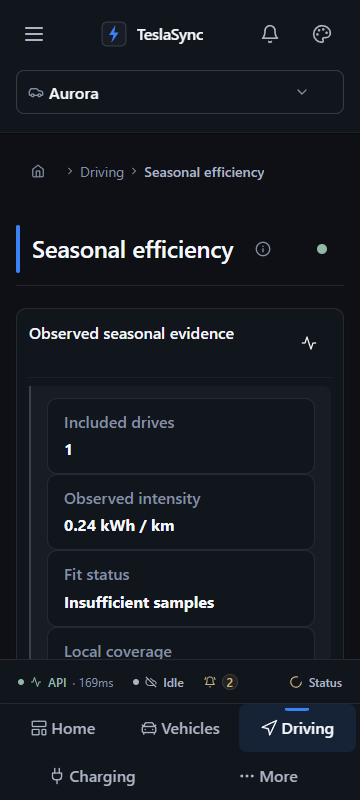 TeslaSync
Aurora
Driving Seasonal efficiency
Seasonal efficiency
Observed seasonal evidence
Included drives
1
Observed intensity
0.24 kWh / km
Fit status
Insufficient samples
Local coverage
API · 169ms Idle 2 Status
Home Vehicles Driving
Charging More